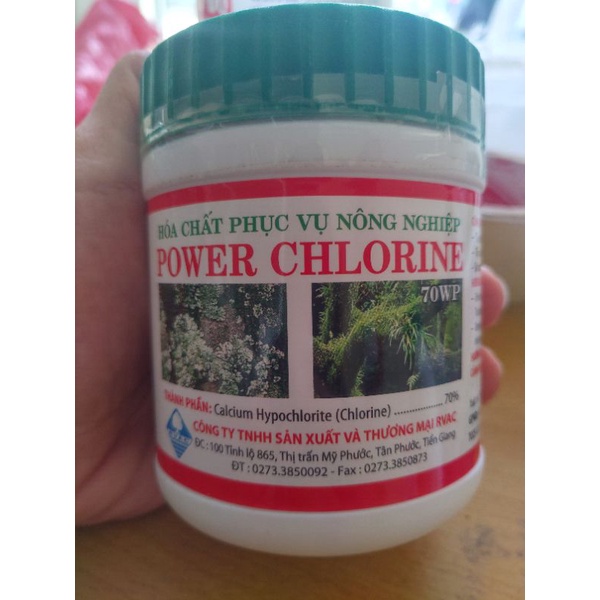 HÓA CHẤT PHỤC VỤ NÔNG NGHIỆP
POWER CHLORINE
70WP
THÀNH PHẦN: Calcium Hypochlorite (Chlorine) .............. 70%
CÔNG TY TNHH SẢN XUẤT VÀ THƯƠNG MẠI RVAC
ĐC : 100 Tỉnh lộ 865, Thị trấn Mỹ Phước, Tân Phước, Tiền Giang
ĐT : 0273.3850092 - Fax : 0273.3850873